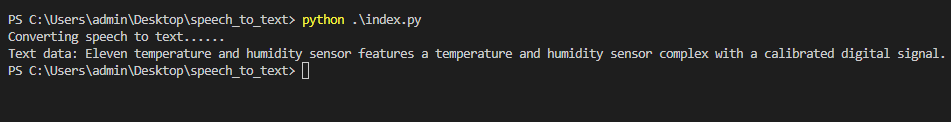 PS C:\Users\admin\Desktop\speech_to_text> python .\index.py
Converting speech to text......
Text data: Eleven temperature and humidity sensor features a temperature and humidity sensor complex with a calibrated digital signal.
PS C:\Users\admin\Desktop\speech_to_text>